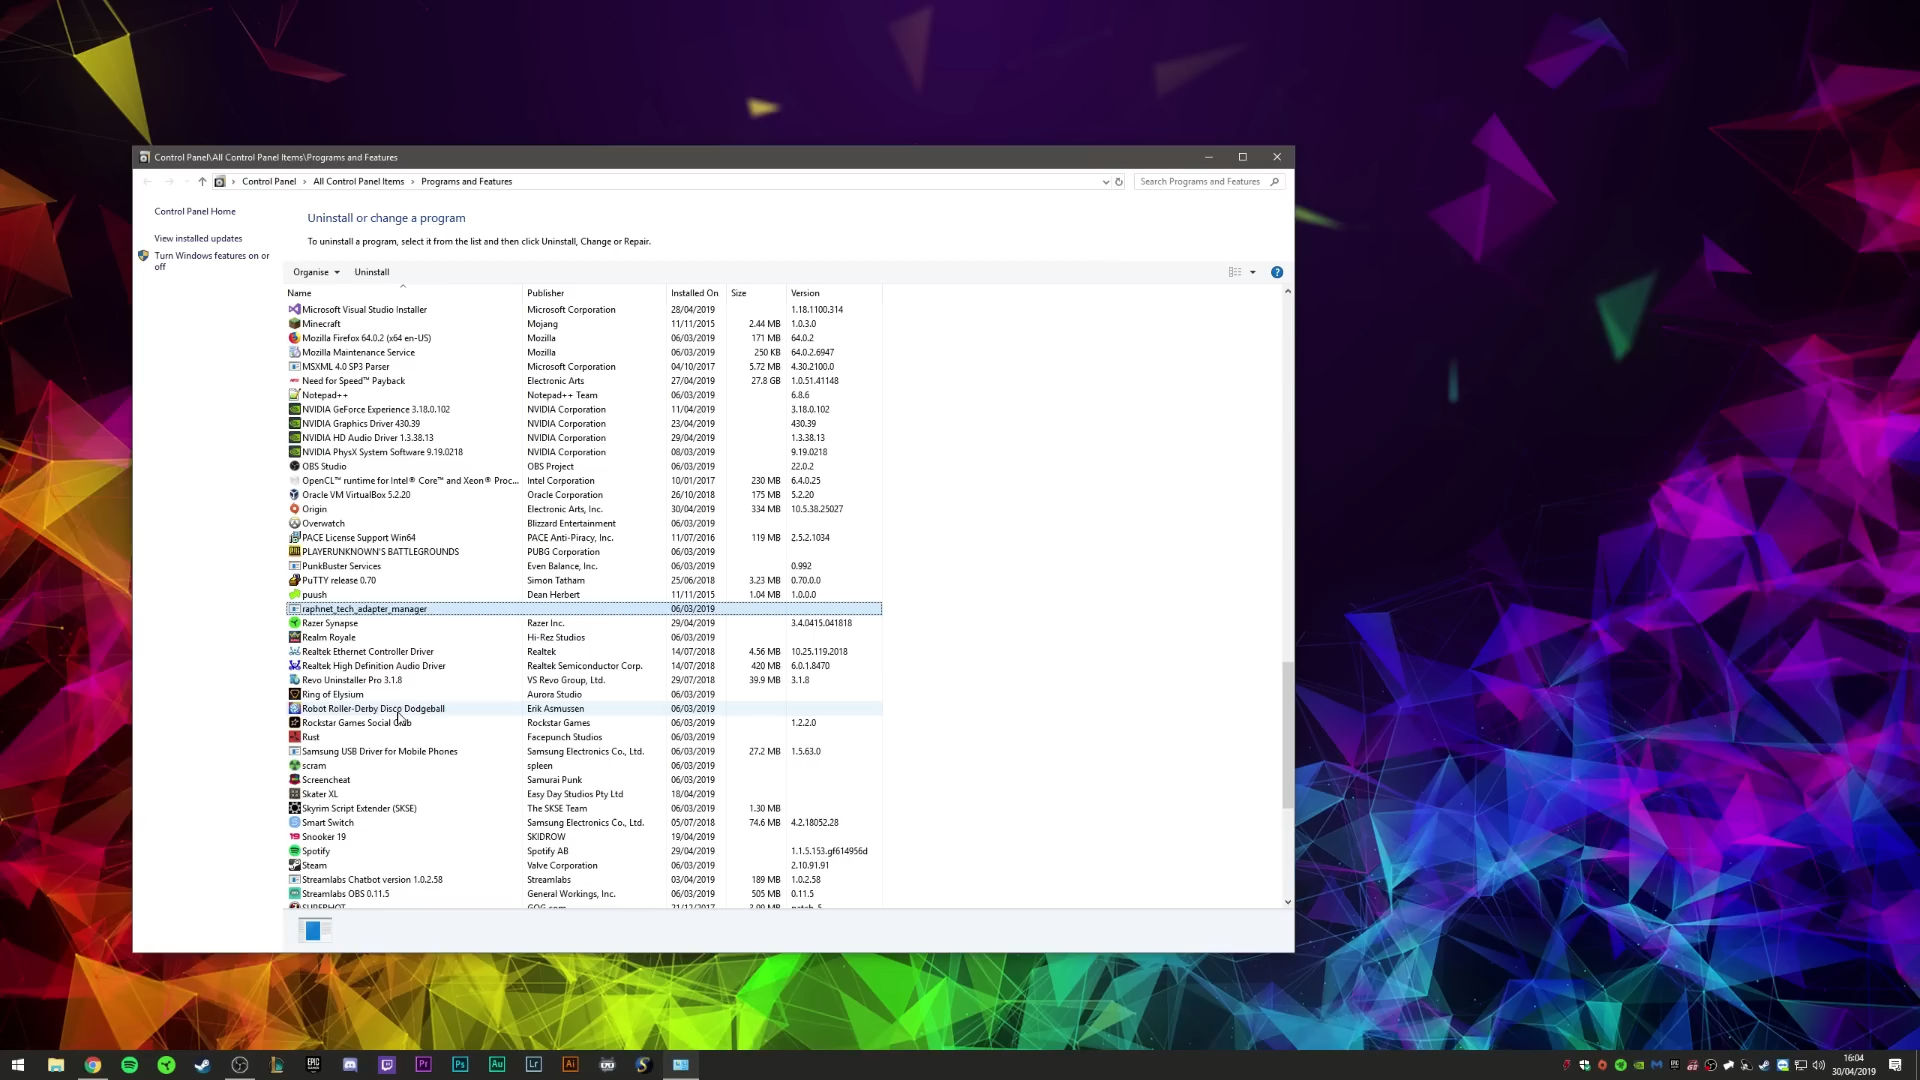 Control Panel\All Control Panel Items\Programs and Features
Control Panel > All Control Panel Items > Programs and Features
Search Programs and Features
Control Panel Home
View installed updates
Turn Windows features on or
off
Uninstall or change a program
To uninstall a program, select it from the list and then click Uninstall, Change or Repair.
Organise Uninstall
Name Publisher Installed On Size Version
Microsoft Visual Studio Installer Microsoft Corporation 28/04/2019 1.18.1100.314
Minecraft Mojang 11/11/2015 2.44 MB 1.0.3.0
Mozilla Firefox 64.0.2 (x64 en-US) Mozilla 06/03/2019 171 MB 64.0.2
Mozilla Maintenance Service Mozilla 06/03/2019 250 KB 64.0.2.6947
MSXML 4.0 SP3 Parser Microsoft Corporation 04/10/2017 5.72 MB 4.30.2100.0
Need for Speed™ Payback Electronic Arts 27/04/2019 27.8 GB 1.0.51.41148
Notepad++ Notepad++ Team 06/03/2019 6.8.6
NVIDIA GeForce Experience 3.18.0.102 NVIDIA Corporation 11/04/2019 3.18.0.102
NVIDIA Graphics Driver 430.39 NVIDIA Corporation 23/04/2019 430.39
NVIDIA HD Audio Driver 1.3.38.13 NVIDIA Corporation 29/04/2019 1.3.38.13
NVIDIA PhysX System Software 9.19.0218 NVIDIA Corporation 08/03/2019 9.19.0218
OBS Studio OBS Project 06/03/2019 22.0.2
OpenCL™ runtime for Intel® Core™ and Xeon® Proc... Intel Corporation 10/01/2017 230 MB 6.4.0.25
Oracle VM VirtualBox 5.2.20 Oracle Corporation 26/10/2018 175 MB 5.2.20
Origin Electronic Arts, Inc. 30/04/2019 334 MB 10.5.38.25027
Overwatch Blizzard Entertainment 06/03/2019
PACE License Support Win64 PACE Anti-Piracy, Inc. 11/07/2016 119 MB 2.5.2.1034
PLAYERUNKNOWN'S BATTLEGROUNDS PUBG Corporation 06/03/2019
PunkBuster Services Even Balance, Inc. 06/03/2019 0.992
PuTTY release 0.70 Simon Tatham 25/06/2018 3.23 MB 0.70.0.0
puush Dean Herbert 11/11/2015 1.04 MB 1.0.0.0
raphnet_tech_adapter_manager 06/03/2019
Razer Synapse Razer Inc. 29/04/2019 3.4.0415.041818
Realm Royale Hi-Rez Studios 06/03/2019
Realtek Ethernet Controller Driver Realtek 14/07/2018 4.56 MB 10.25.119.2018
Realtek High Definition Audio Driver Realtek Semiconductor Corp. 14/07/2018 420 MB 6.0.1.8470
Revo Uninstaller Pro 3.1.8 VS Revo Group, Ltd. 29/07/2018 39.9 MB 3.1.8
Ring of Elysium Aurora Studio 06/03/2019
Robot Roller-Derby Disco Dodgeball Erik Asmussen 06/03/2019
Rockstar Games Social Club Rockstar Games 06/03/2019 1.2.2.0
Rust Facepunch Studios 06/03/2019
Samsung USB Driver for Mobile Phones Samsung Electronics Co., Ltd. 06/03/2019 27.2 MB 1.5.63.0
scram spleen 06/03/2019
Screencheat Samurai Punk 06/03/2019
Skater XL Easy Day Studios Pty Ltd 18/04/2019
Skyrim Script Extender (SKSE) The SKSE Team 06/03/2019 1.30 MB
Smart Switch Samsung Electronics Co., Ltd. 05/07/2018 74.6 MB 4.2.18052.28
Snooker 19 SKIDROW 19/04/2019
Spotify Spotify AB 29/04/2019 1.1.5.153.gf614956d
Steam Valve Corporation 06/03/2019 2.10.91.91
Streamlabs Chatbot version 1.0.2.58 Streamlabs 03/04/2019 189 MB 1.0.2.58
Streamlabs OBS 0.11.5 General Workings, Inc. 06/03/2019 505 MB 0.11.5
SUPERHOT GOG.com 21/12/2017 3.99 MB patch_5
Pr Ps Au Lr Ai
16:04
30/04/2019